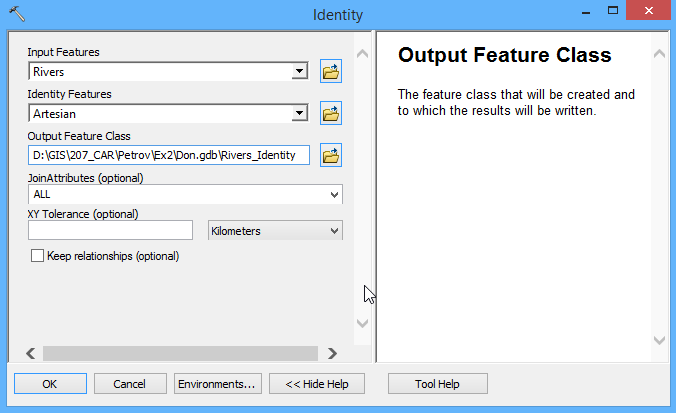 Identity
Input Features
Rivers
Identity Features
Artesian
Output Feature Class
D:\GIS\207_CAR\Petrov\Ex2\Don.gdb\Rivers_Identity
JoinAttributes (optional)
ALL
XY Tolerance (optional)
Kilometers
Keep relationships (optional)
Output Feature Class
The feature class that will be created and
to which the results will be written.
OK
Cancel
Environments...
<< Hide Help
Tool Help